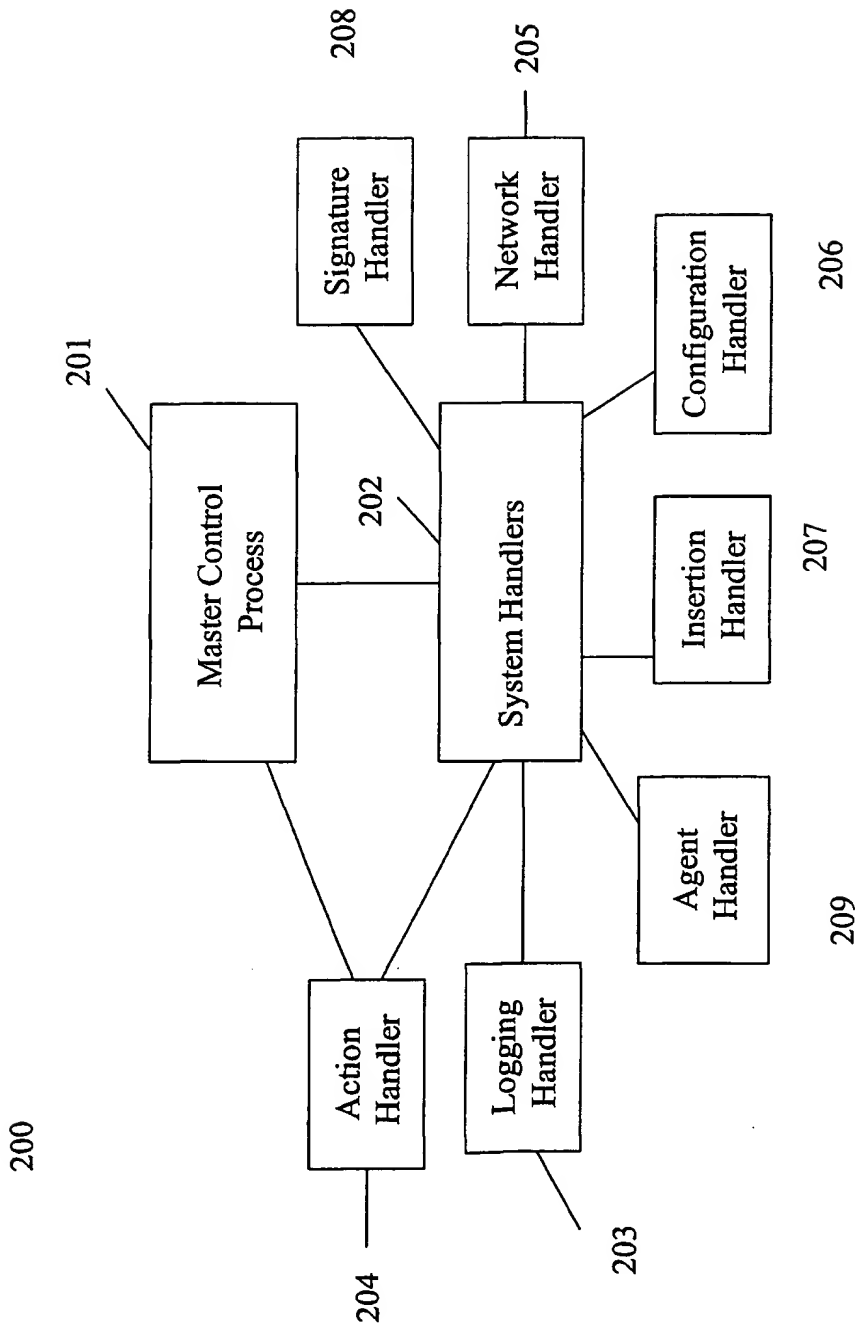 200
201
Master Control
Process
208
Signature
Handler
204
Action
Handler
202
System Handlers
205
Network
Handler
203
Logging
Handler
209
Agent
Handler
207
Insertion
Handler
206
Configuration
Handler